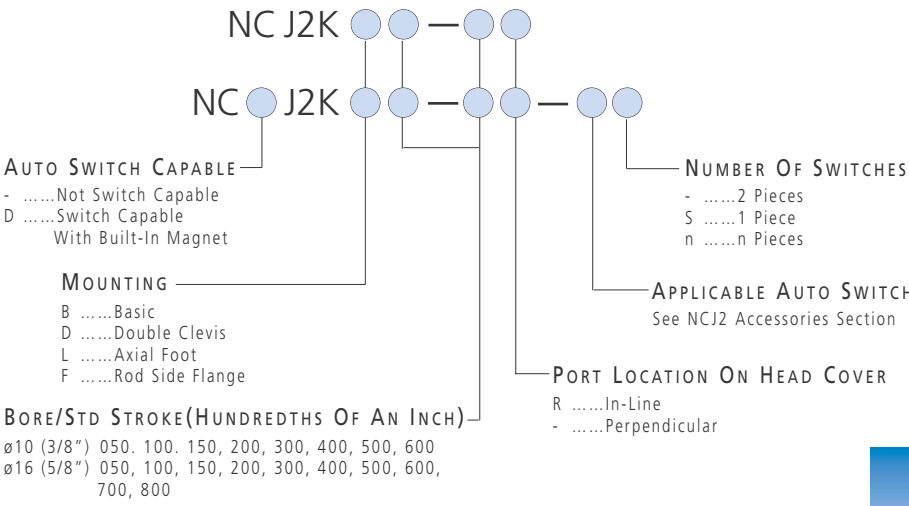 NC J2K —
NC J2K — —
AUTO SWITCH CAPABLE
- ......Not Switch Capable
D ......Switch Capable
With Built-In Magnet
NUMBER OF SWITCHES
- ......2 Pieces
S ......1 Piece
n ......n Pieces
MOUNTING
B ......Basic
D ......Double Clevis
L ......Axial Foot
F ......Rod Side Flange
APPLICABLE AUTO SWITCH
See NCJ2 Accessories Section
PORT LOCATION ON HEAD COVER
R ......In-Line
- ......Perpendicular
BORE/STD STROKE(HUNDREDTHS OF AN INCH)
ø10 (3/8") 050. 100. 150, 200, 300, 400, 500, 600
ø16 (5/8") 050, 100, 150, 200, 300, 400, 500, 600,
700, 800